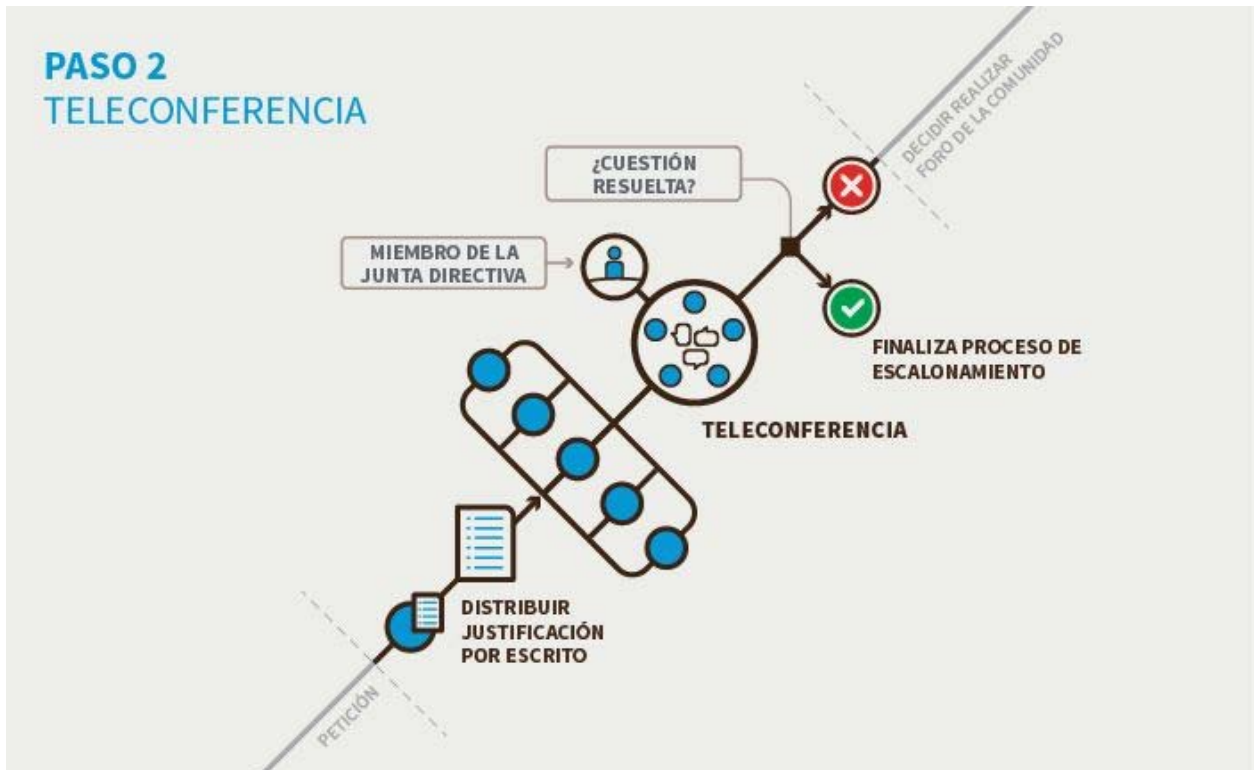 PASO 2
TELECONFERENCIA
DECIDIR REALIZAR
FORO DE LA COMUNIDAD
¿CUESTIÓN
RESUELTA?
MIEMBRO DE LA
JUNTA DIRECTIVA
FINALIZA PROCESO DE
ESCALONAMIENTO
TELECONFERENCIA
DISTRIBUIR
JUSTIFICACIÓN
POR ESCRITO
PETICIÓN